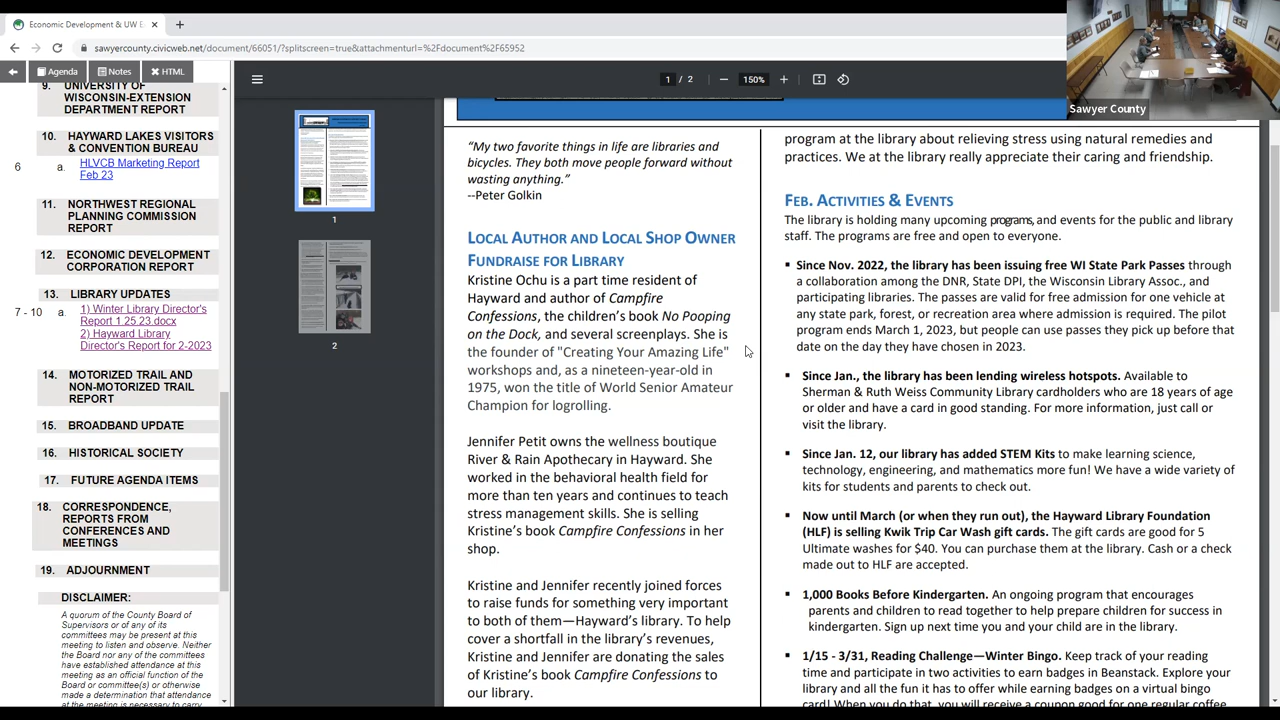 Economic Development & UW E
sawyercounty.civicweb.net/document/66051/?splitscreen=true&attachmenturl=%2Fdocument%2F65952
Agenda
Notes
HTML
1 / 2
150%
Sawyer County
9. UNIVERSITY OF
WISCONSIN-EXTENSION
DEPARTMENT REPORT
10. HAYWARD LAKES VISITORS
& CONVENTION BUREAU
6 a. HLVCB Marketing Report
Feb 23
11. NORTHWEST REGIONAL
PLANNING COMMISSION
REPORT
12. ECONOMIC DEVELOPMENT
CORPORATION REPORT
13. LIBRARY UPDATES
7 - 10 a. 1) Winter Library Director's
Report 1.25.23.docx
2) Hayward Library
Director's Report for 2-2023
14. MOTORIZED TRAIL AND
NON-MOTORIZED TRAIL
REPORT
15. BROADBAND UPDATE
16. HISTORICAL SOCIETY
17. FUTURE AGENDA ITEMS
18. CORRESPONDENCE,
REPORTS FROM
CONFERENCES AND
MEETINGS
19. ADJOURNMENT
DISCLAIMER:
A quorum of the County Board of
Supervisors or of any of its
committees may be present at this
meeting to listen and observe. Neither
the Board nor any of the committees
have established attendance at this
meeting as an official function of the
Board or committee(s) or otherwise
made a determination that attendance
at the meeting is necessary to carry
1
2
“My two favorite things in life are libraries and
bicycles. They both move people forward without
wasting anything.”
--Peter Golkin
LOCAL AUTHOR AND LOCAL SHOP OWNER
FUNDRAISE FOR LIBRARY
Kristine Ochu is a part time resident of
Hayward and author of Campfire
Confessions, the children’s book No Pooping
on the Dock, and several screenplays. She is
the founder of "Creating Your Amazing Life"
workshops and, as a nineteen-year-old in
1975, won the title of World Senior Amateur
Champion for logrolling.
Jennifer Petit owns the wellness boutique
River & Rain Apothecary in Hayward. She
worked in the behavioral health field for
more than ten years and continues to teach
stress management skills. She is selling
Kristine’s book Campfire Confessions in her
shop.
Kristine and Jennifer recently joined forces
to raise funds for something very important
to both of them—Hayward’s library. To help
cover a shortfall in the library’s revenues,
Kristine and Jennifer are donating the sales
of Kristine’s book Campfire Confessions to
our library.
program at the library about relieving stress using natural remedies and
practices. We at the library really appreciate their caring and friendship.
FEB. ACTIVITIES & EVENTS
The library is holding many upcoming programs, and events for the public and library
staff. The programs are free and open to everyone.
▪ Since Nov. 2022, the library has been issuing free WI State Park Passes through
a collaboration among the DNR, State DPI, the Wisconsin Library Assoc., and
participating libraries. The passes are valid for free admission for one vehicle at
any state park, forest, or recreation area where admission is required. The pilot
program ends March 1, 2023, but people can use passes they pick up before that
date on the day they have chosen in 2023.
▪ Since Jan., the library has been lending wireless hotspots. Available to
Sherman & Ruth Weiss Community Library cardholders who are 18 years of age
or older and have a card in good standing. For more information, just call or
visit the library.
▪ Since Jan. 12, our library has added STEM Kits to make learning science,
technology, engineering, and mathematics more fun! We have a wide variety of
kits for students and parents to check out.
▪ Now until March (or when they run out), the Hayward Library Foundation
(HLF) is selling Kwik Trip Car Wash gift cards. The gift cards are good for 5
Ultimate washes for $40. You can purchase them at the library. Cash or a check
made out to HLF are accepted.
▪ 1,000 Books Before Kindergarten. An ongoing program that encourages
parents and children to read together to help prepare children for success in
kindergarten. Sign up next time you and your child are in the library.
▪ 1/15 - 3/31, Reading Challenge—Winter Bingo. Keep track of your reading
time and participate in two activities to earn badges in Beanstack. Explore your
library and all the fun it has to offer while earning badges on a virtual bingo
card! When you do that, you will receive a coupon good for one regular coffee